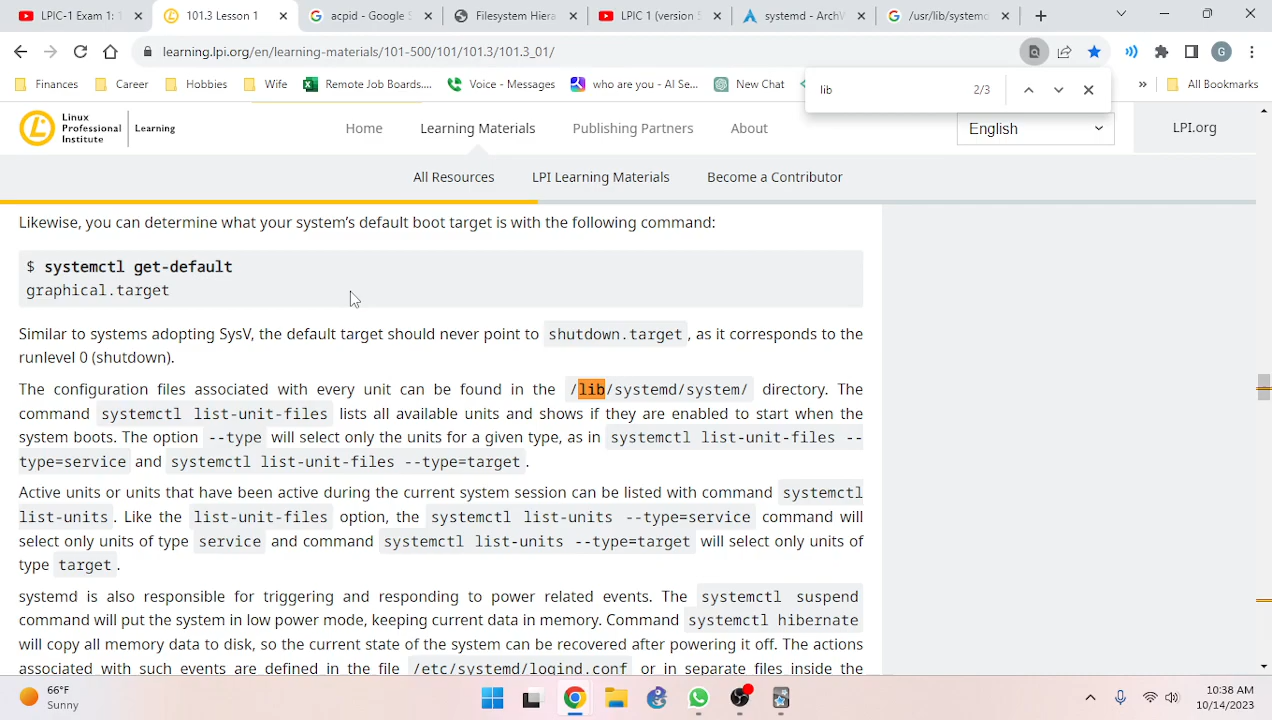 LPIC-1 Exam 1:
101.3 Lesson 1
acpid - Google S
Filesystem Hiera
LPIC 1 (version 5
systemd - ArchW
/usr/lib/systemd
learning.lpi.org/en/learning-materials/101-500/101/101.3/101.3_01/
G
Finances
Career
Hobbies
Wife
Remote Job Boards....
Voice - Messages
who are you - AI Se...
New Chat
»
All Bookmarks
lib
2/3
Linux
Professional
Institute
Learning
Home
Learning Materials
Publishing Partners
About
English
LPI.org
All Resources
LPI Learning Materials
Become a Contributor
Likewise, you can determine what your system's default boot target is with the following command:
$ systemctl get-default
graphical.target
Similar to systems adopting SysV, the default target should never point to shutdown.target, as it corresponds to the
runlevel 0 (shutdown).
The configuration files associated with every unit can be found in the /lib/systemd/system/ directory. The
command systemctl list-unit-files lists all available units and shows if they are enabled to start when the
system boots. The option --type will select only the units for a given type, as in systemctl list-unit-files --
type=service and systemctl list-unit-files --type=target.
Active units or units that have been active during the current system session can be listed with command systemctl
list-units. Like the list-unit-files option, the systemctl list-units --type=service command will
select only units of type service and command systemctl list-units --type=target will select only units of
type target.
systemd is also responsible for triggering and responding to power related events. The systemctl suspend
command will put the system in low power mode, keeping current data in memory. Command systemctl hibernate
will copy all memory data to disk, so the current state of the system can be recovered after powering it off. The actions
associated with such events are defined in the file /etc/systemd/logind.conf or in separate files inside the
66°F
Sunny
10:38 AM
10/14/2023